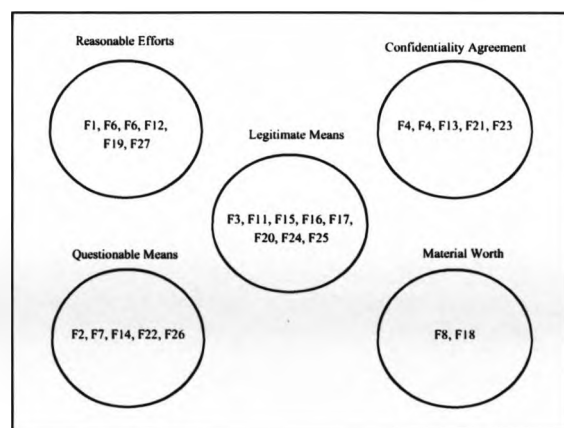 Reasonable Efforts
F1, F6, F6, F12,
F19, F27
Confidentiality Agreement
F4, F4, F13, F21, F23
Legitimate Means
F3, F11, F15, F16, F17,
F20, F24, F25
Questionable Means
F2, F7, F14, F22, F26
Material Worth
F8, F18